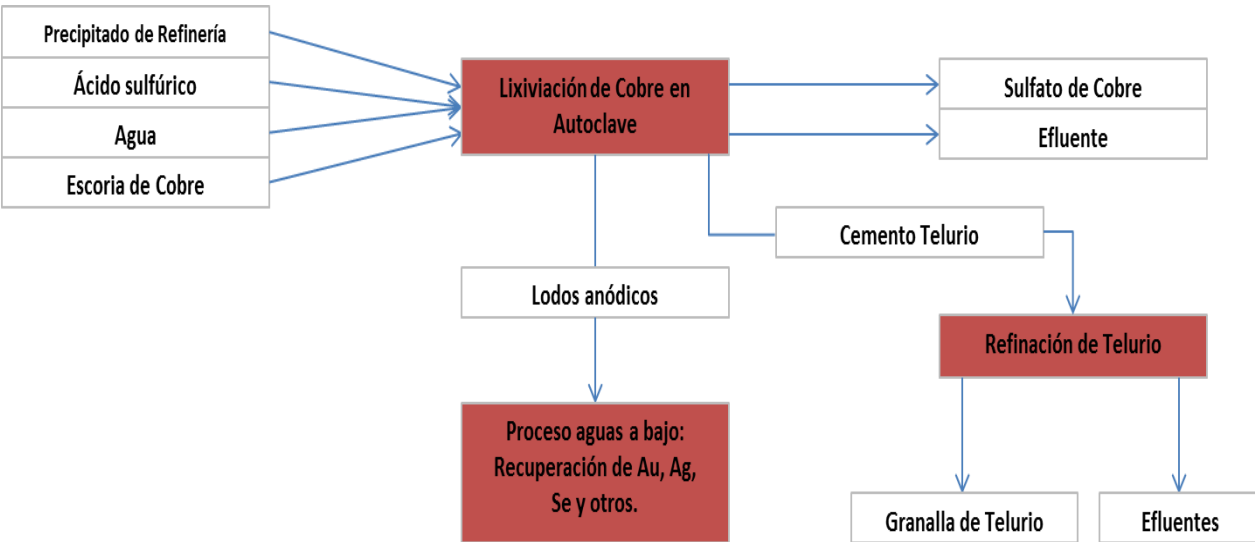 Precipitado de Refinería
Ácido sulfúrico
Agua
Escoria de Cobre
Lixiviación de Cobre en
Autoclave
Sulfato de Cobre
Efluente
Cemento Telurio
Lodos anódicos
Refinación de Telurio
Proceso aguas a bajo:
Recuperación de Au, Ag,
Se y otros.
Granalla de Telurio
Efluentes